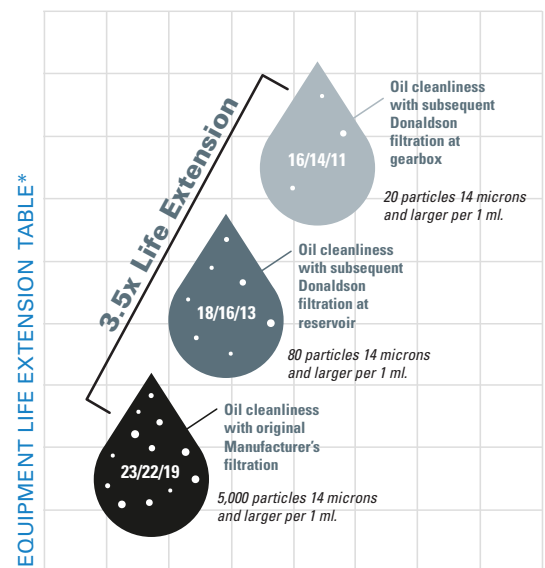 EQUIPMENT LIFE EXTENSION TABLE*
3.5x Life Extension
16/14/11
Oil cleanliness
with subsequent
Donaldson
filtration at
gearbox
20 particles 14 microns
and larger per 1 ml.
18/16/13
Oil cleanliness
with subsequent
Donaldson
filtration at
reservoir
80 particles 14 microns
and larger per 1 ml.
23/22/19
Oil cleanliness
with original
Manufacturer's
filtration
5,000 particles 14 microns
and larger per 1 ml.